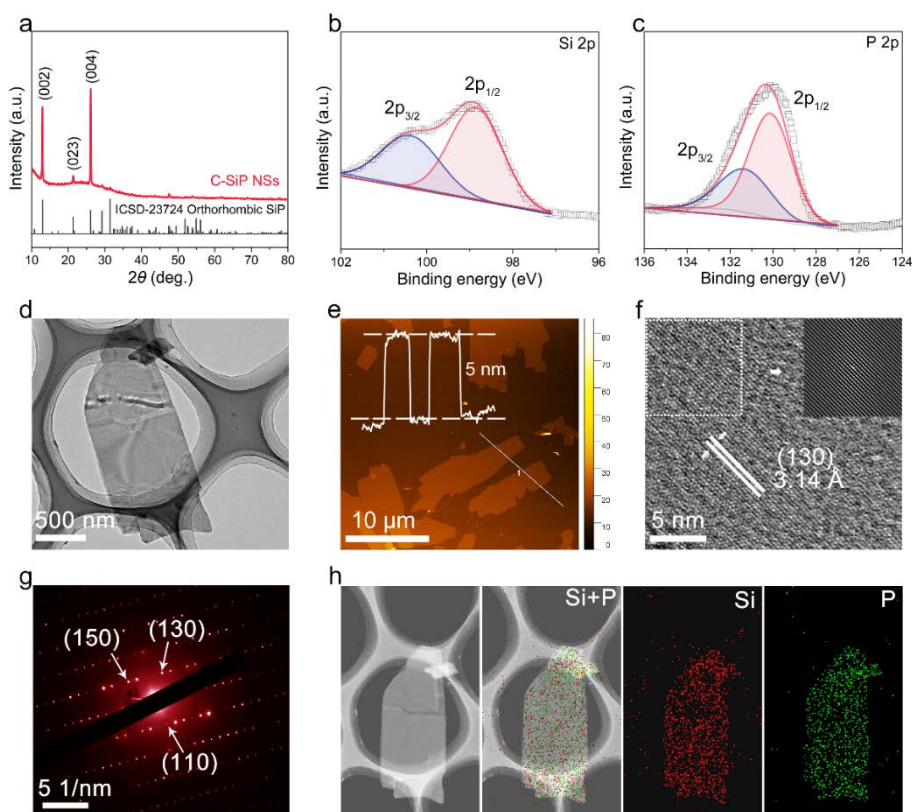 a
Intensity (a.u.)
(002)
(023)
(004)
C-SiP NSs
ICSD-23724 Orthorhombic SiP
10 20 30 40 50 60 70 80
2θ (deg.)
b
Intensity (a.u.)
Si 2p
2p3/2
2p1/2
102 100 98 96
Binding energy (eV)
c
Intensity (a.u.)
P 2p
2p3/2
2p1/2
136 134 132 130 128 126 124
Binding energy (eV)
d
500 nm
e
5 nm
10 μm
80
70
60
50
40
30
20
10
0
f
(130)
3.14 Å
5 nm
g
(150)
(130)
(110)
5 1/nm
h
Si+P
Si
P